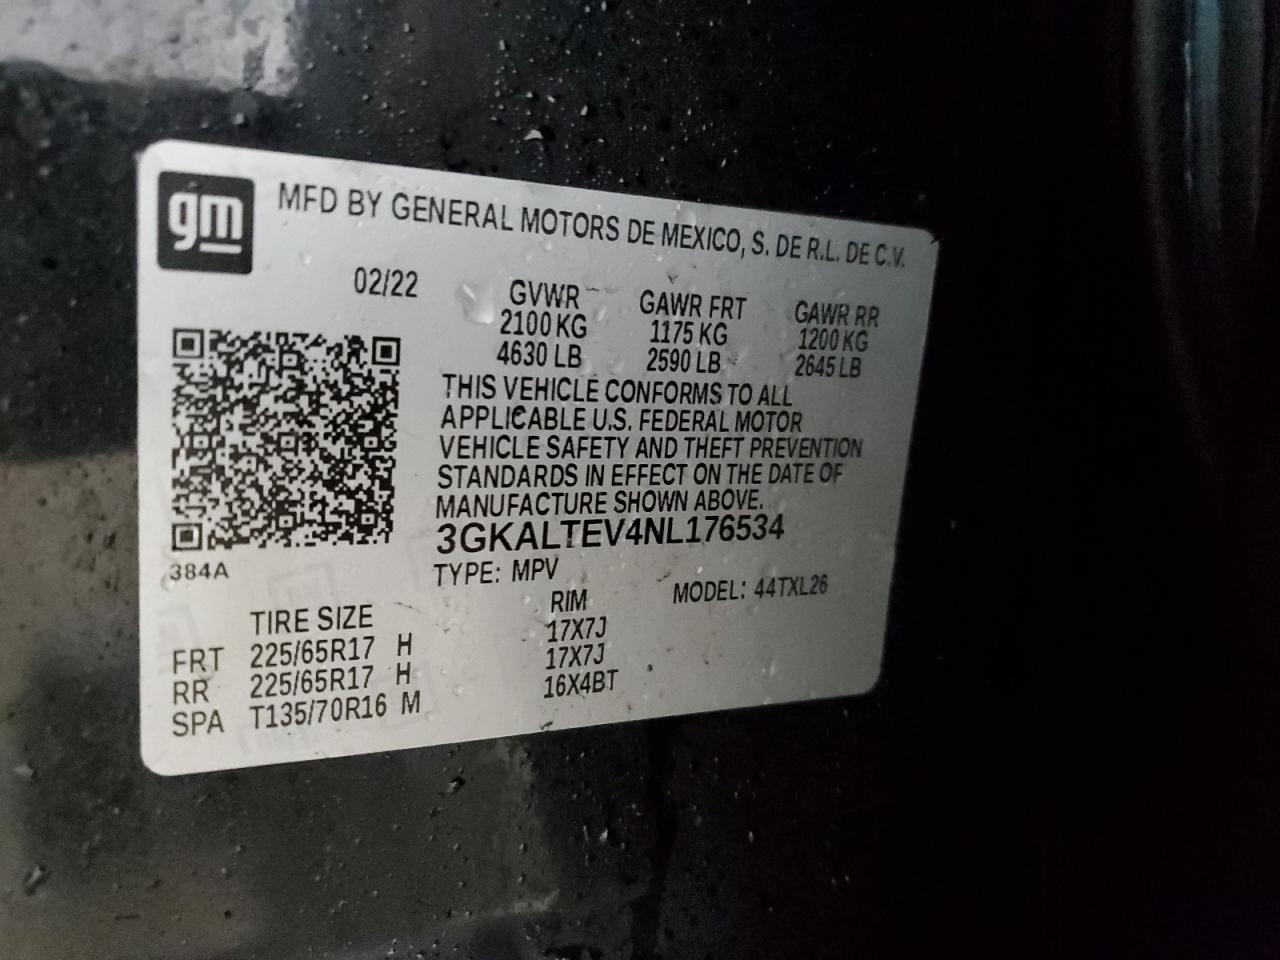 gm
MFD BY GENERAL MOTORS DE MEXICO, S. DE R.L. DE C.V.
02/22
GVWR GAWR FRT GAWR RR
2100 KG 1175 KG 1200 KG
4630 LB 2590 LB 2645 LB
THIS VEHICLE CONFORMS TO ALL
APPLICABLE U.S. FEDERAL MOTOR
VEHICLE SAFETY AND THEFT PREVENTION
STANDARDS IN EFFECT ON THE DATE OF
MANUFACTURE SHOWN ABOVE.
3GKALTEV4NL176534
384A
TYPE: MPV MODEL: 44TXL26
TIRE SIZE RIM
FRT 225/65R17 H 17X7J
RR 225/65R17 H 17X7J
SPA T135/70R16 M 16X4BT